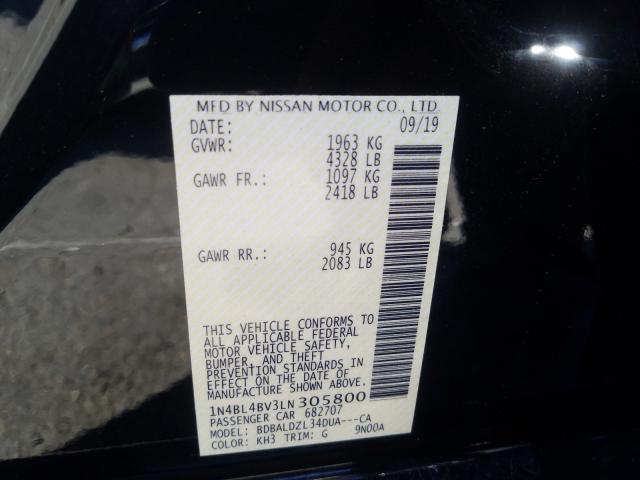 MFD BY NISSAN MOTOR CO., LTD.
DATE: 09/19
GVWR: 1963 KG
4328 LB
GAWR FR.: 1097 KG
2418 LB
GAWR RR.: 945 KG
2083 LB
THIS VEHICLE CONFORMS TO
ALL APPLICABLE FEDERAL
MOTOR VEHICLE SAFETY,
BUMPER, AND THEFT
PREVENTION STANDARDS IN
EFFECT ON THE DATE OF
MANUFACTURE SHOWN ABOVE.
1N4BL4BV3LN305800
PASSENGER CAR 682707
MODEL: BDBALDZL34DUA---CA
COLOR: KH3 TRIM: G 9N00A